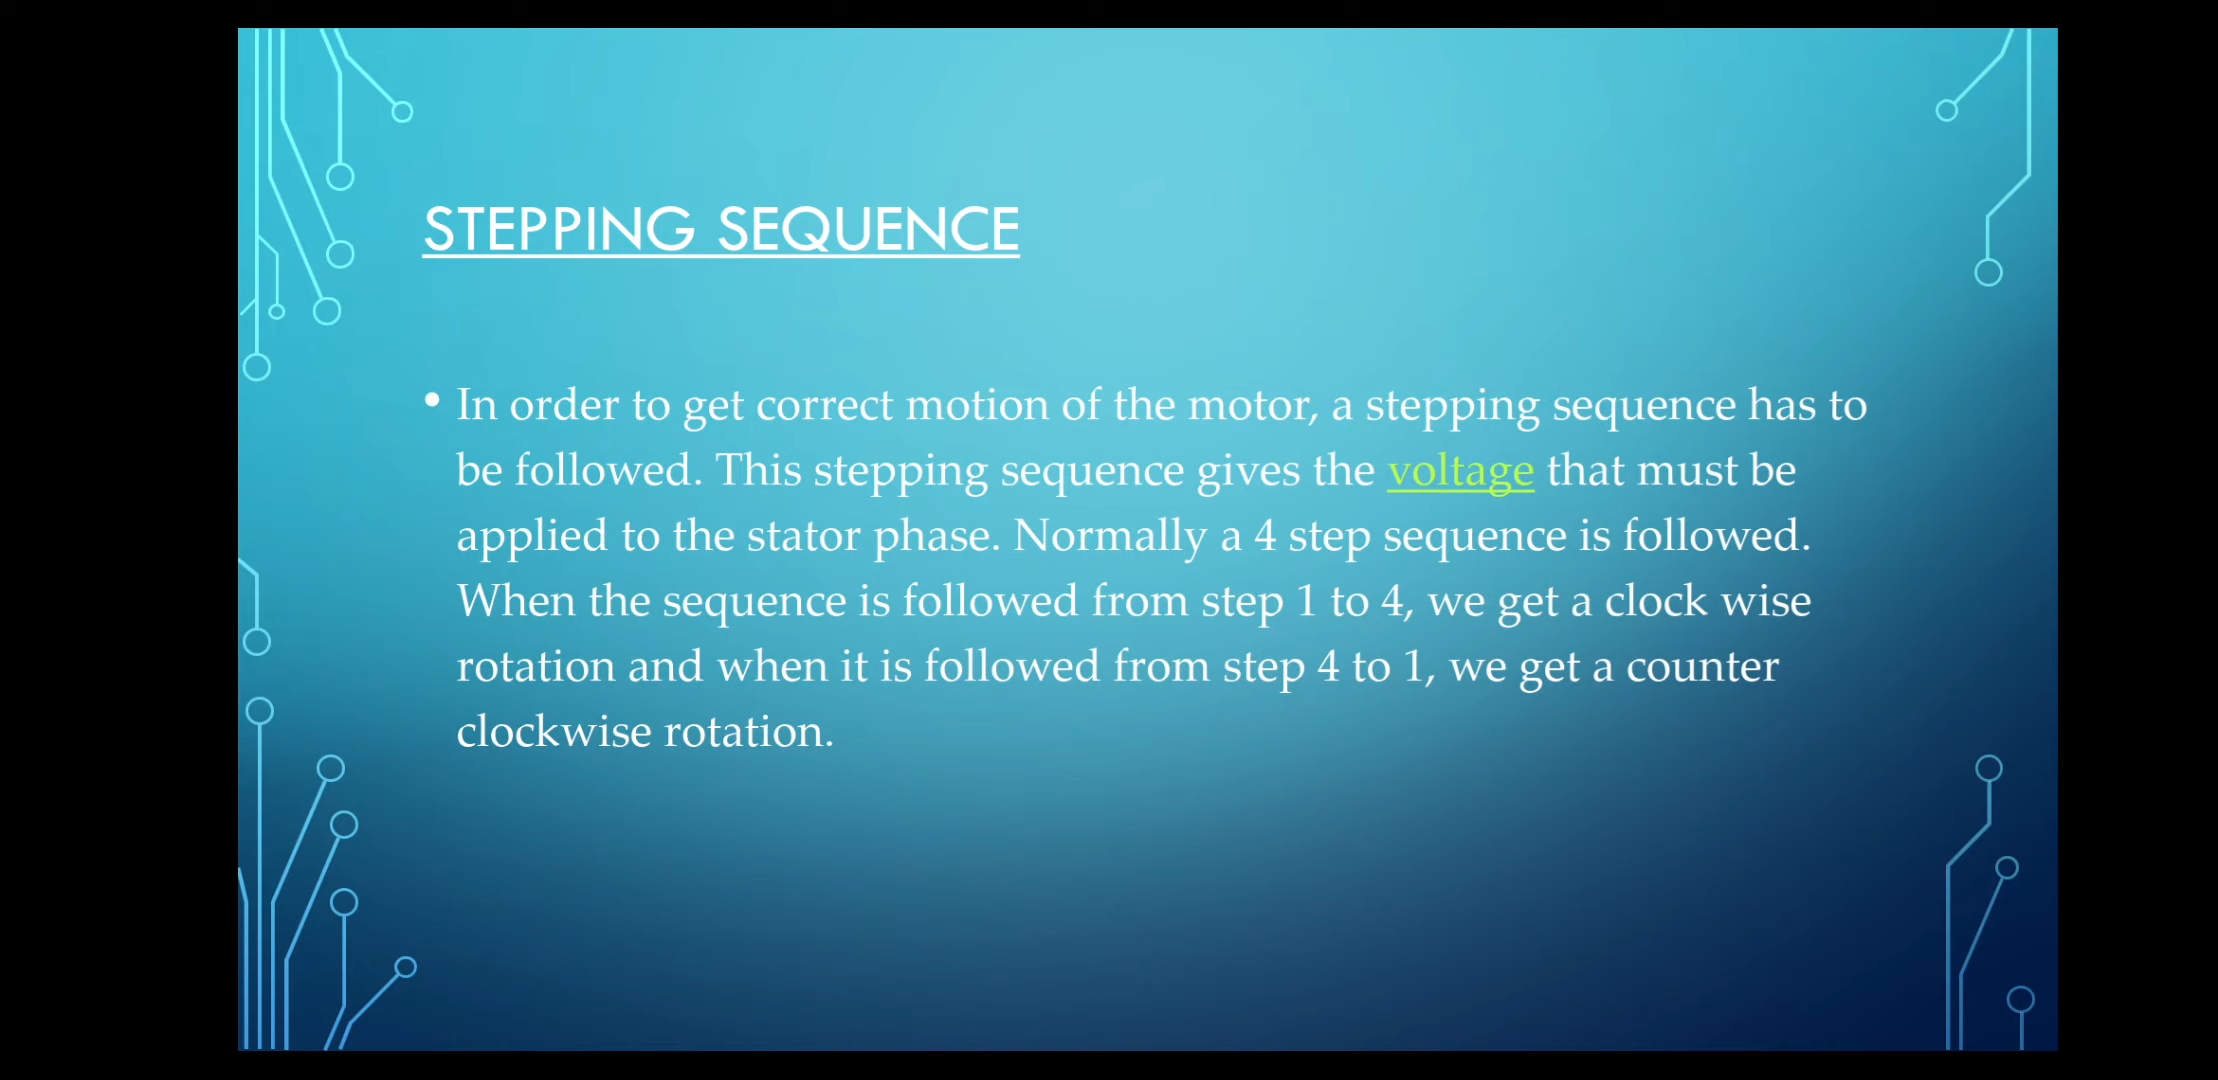 STEPPING SEQUENCE
• In order to get correct motion of the motor, a stepping sequence has to
be followed. This stepping sequence gives the voltage that must be
applied to the stator phase. Normally a 4 step sequence is followed.
When the sequence is followed from step 1 to 4, we get a clock wise
rotation and when it is followed from step 4 to 1, we get a counter
clockwise rotation.